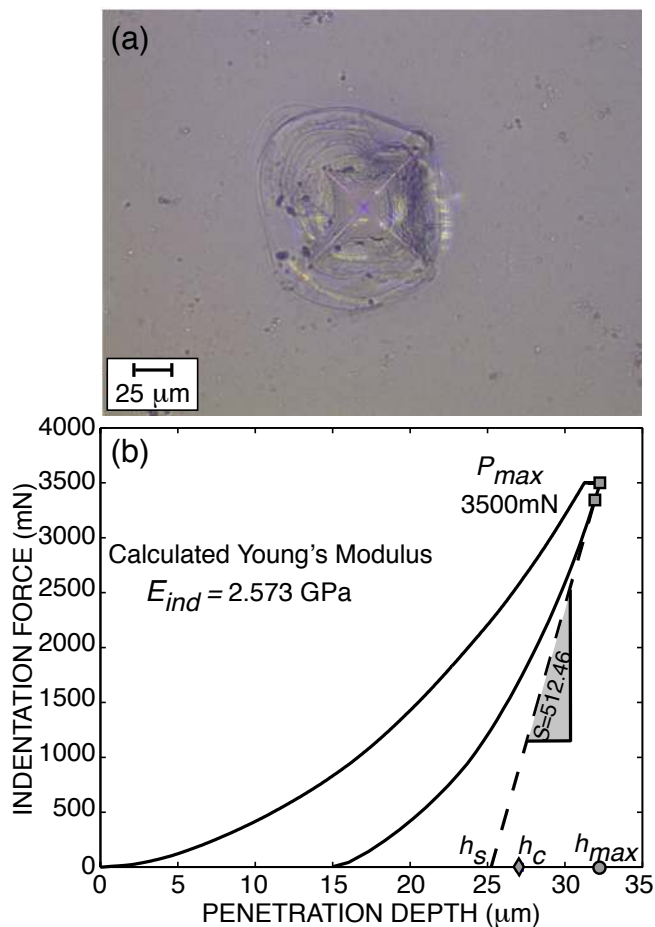 (a)
25 μm
(b)
4000
3500
3000
2500
2000
1500
1000
500
0
INDENTATION FORCE (mN)
P_max
3500mN
Calculated Young's Modulus
E_ind = 2.573 GPa
S=512.46
h_s
h_c
h_max
0 5 10 15 20 25 30 35
PENETRATION DEPTH (μm)